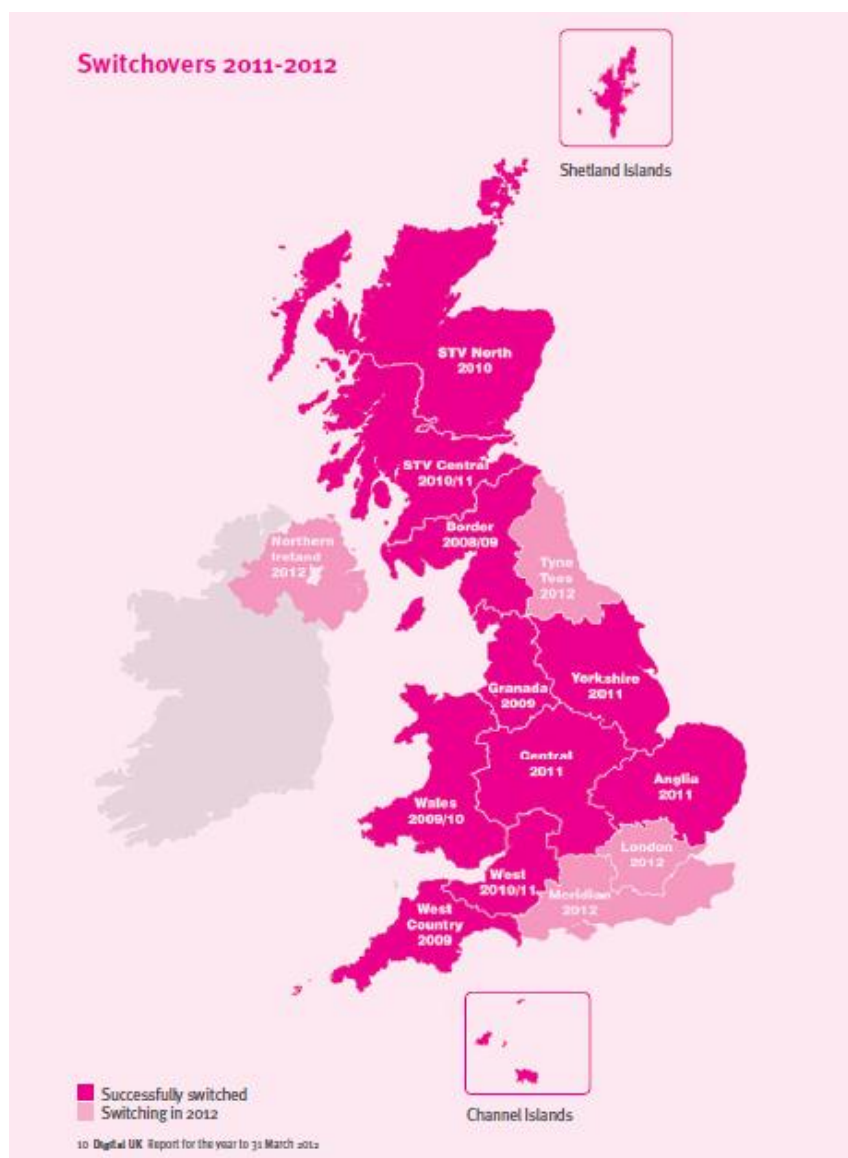 Switchovers 2011-2012
Shetland Islands
STV North
2010
STV Central
2010/11
Border
2008/09
Northern
Ireland
2012
Tyne
Tees
2012
Yorkshire
2011
Granada
2009
Central
2011
Anglia
2011
Wales
2009/10
London
2012
West
2010/11
Meridian
2012
West
Country
2009
Successfully switched
Switching in 2012
Channel Islands
10 Digital UK Report for the year to 31 March 2012